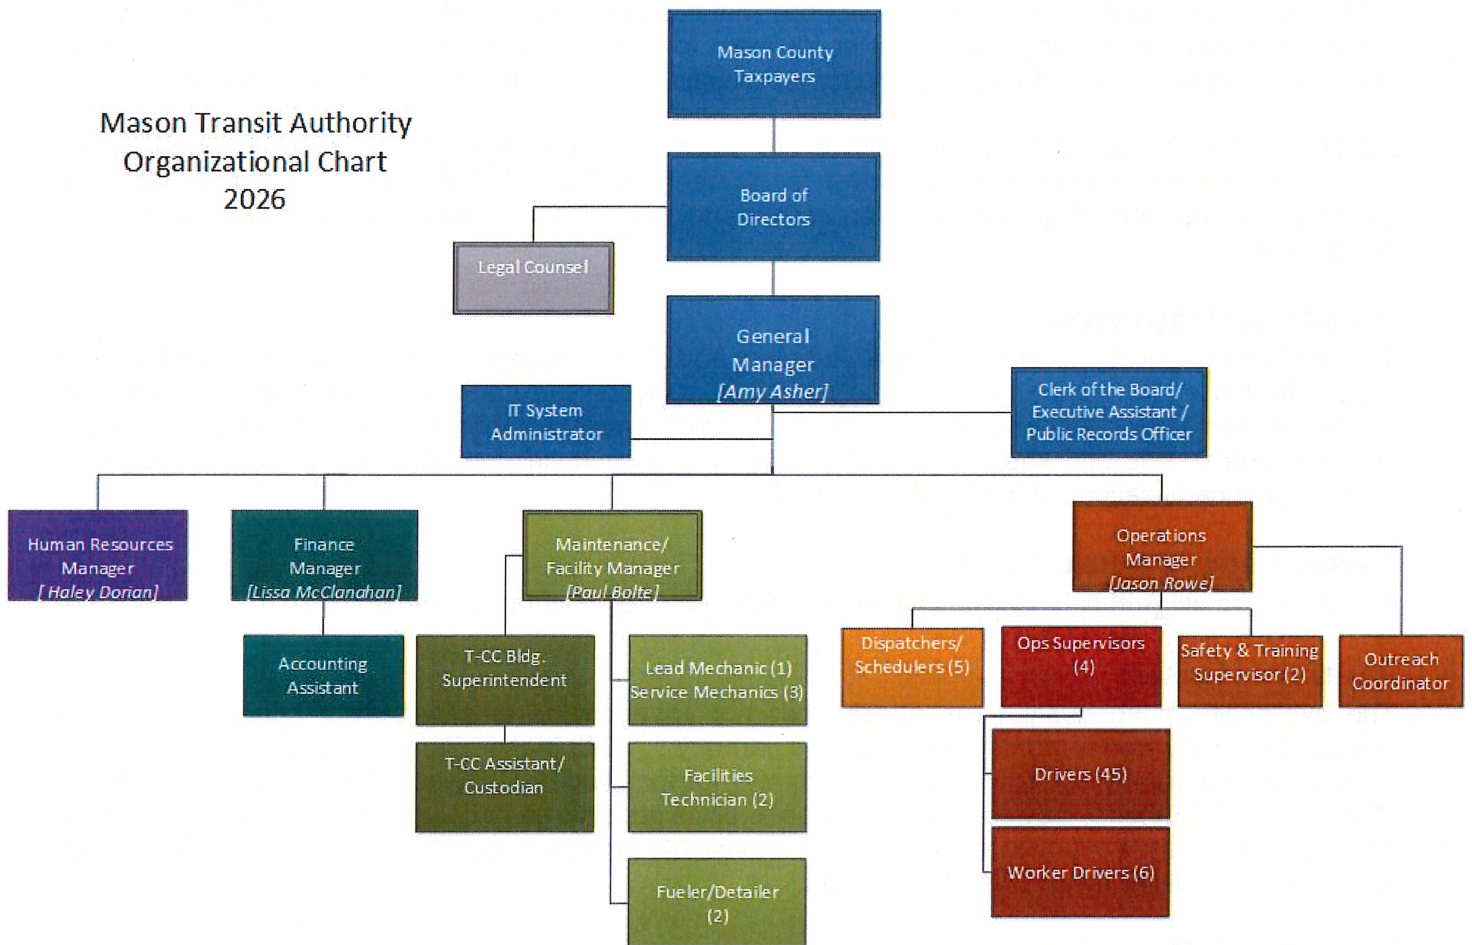 Mason Transit Authority
Organizational Chart
2026
Mason County
Taxpayers
Board of
Directors
Legal Counsel
General
Manager
[Amy Asher]
IT System
Administrator
Clerk of the Board/
Executive Assistant /
Public Records Officer
Human Resources
Manager
[ Haley Dorian]
Finance
Manager
[Lissa McClanahan]
Maintenance/
Facility Manager
[Paul Bolte]
Operations
Manager
[Jason Rowe]
Accounting
Assistant
T-CC Bldg.
Superintendent
T-CC Assistant/
Custodian
Lead Mechanic (1)
Service Mechanics (3)
Facilities
Technician (2)
Fueler/Detailer
(2)
Dispatchers/
Schedulers (5)
Ops Supervisors
(4)
Safety & Training
Supervisor (2)
Outreach
Coordinator
Drivers (45)
Worker Drivers (6)